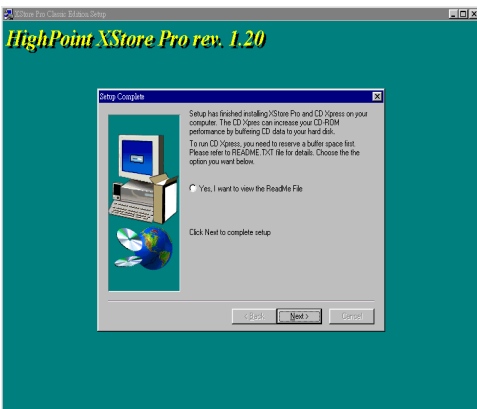 XStore Pro Classic Edition Setup
HighPoint XStore Pro rev. 1.20
Setup Complete
Setup has finished installing XStore Pro and CD Xpress on your
computer. The CD Xpres can increase your CD-ROM
performance by buffering CD data to your hard disk.
To run CD Xpress, you need to reserve a buffer space first.
Please refer to README.TXT file for details. Choose the the
option you want below.
Yes, I want to view the ReadMe File
Click Next to complete setup
< Back
Next >
Cancel